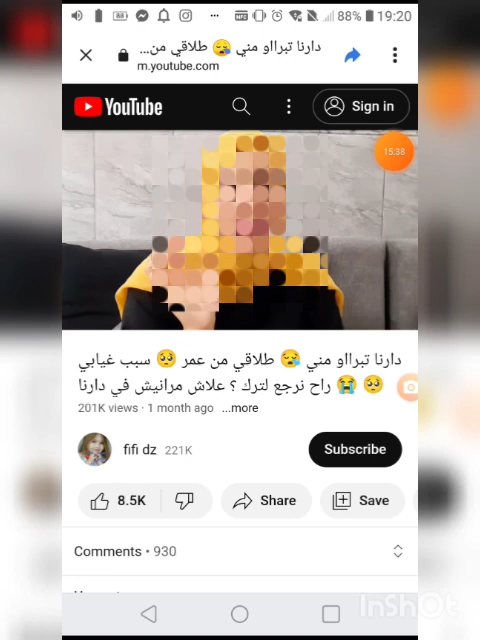 88% 19:20
دارنا تبرااو مني 😪 طلاقي من...
m.youtube.com
YouTube
Sign in
15:38
دارنا تبرااو مني 😪 طلاقي من عمر 🥺 سبب غيابي
🥺 😭 راح نرجع لترك ؟ علاش مرانيش في دارنا
201K views · 1 month ago ...more
fifi dz 221K
Subscribe
8.5K
Share
Save
Comments • 930
InShOt